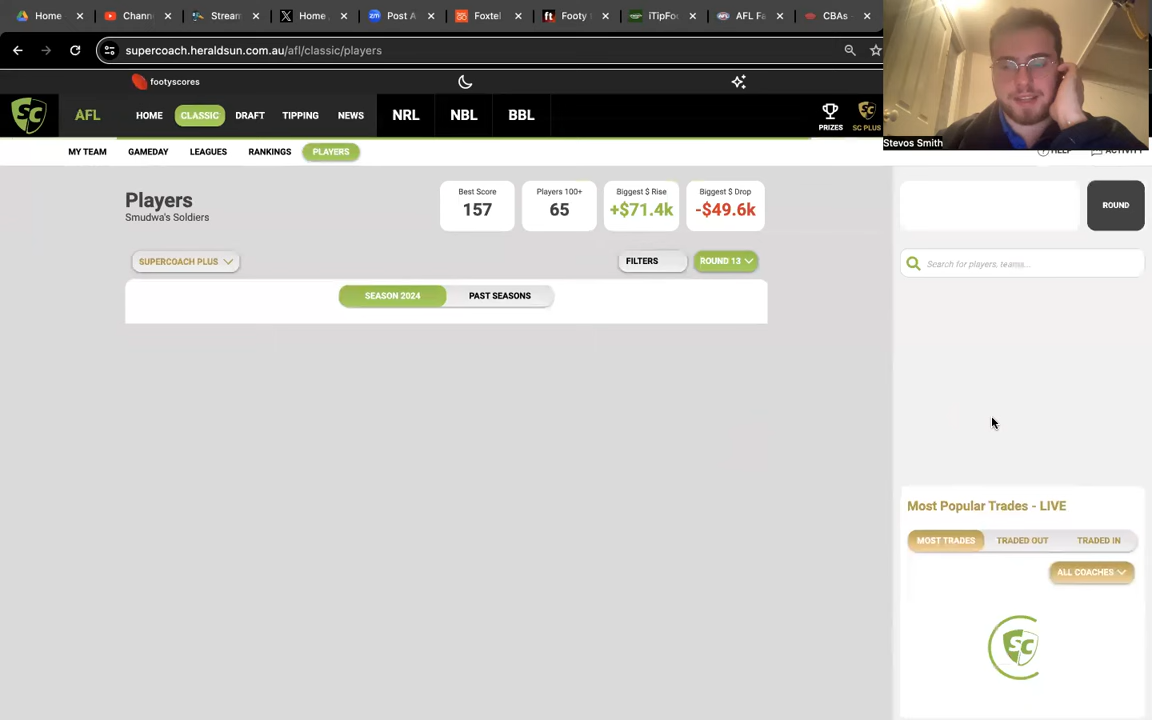 Home
Chann
Stream
Home
Post A
Foxtel
Footy
iTipFo
AFL Fa
CBAs
supercoach.heraldsun.com.au/afl/classic/players
footyscores
SC
AFL
HOME
CLASSIC
DRAFT
TIPPING
NEWS
NRL
NBL
BBL
PRIZES
SC PLUS
Stevos Smith
MY TEAM
GAMEDAY
LEAGUES
RANKINGS
PLAYERS
HELP
ACTIVITY
Players
Smudwa's Soldiers
Best Score
157
Players 100+
65
Biggest $ Rise
+$71.4k
Biggest $ Drop
-$49.6k
ROUND
SUPERCOACH PLUS
FILTERS
ROUND 13
Search for players, teams...
SEASON 2024
PAST SEASONS
Most Popular Trades - LIVE
MOST TRADES
TRADED OUT
TRADED IN
ALL COACHES
SC